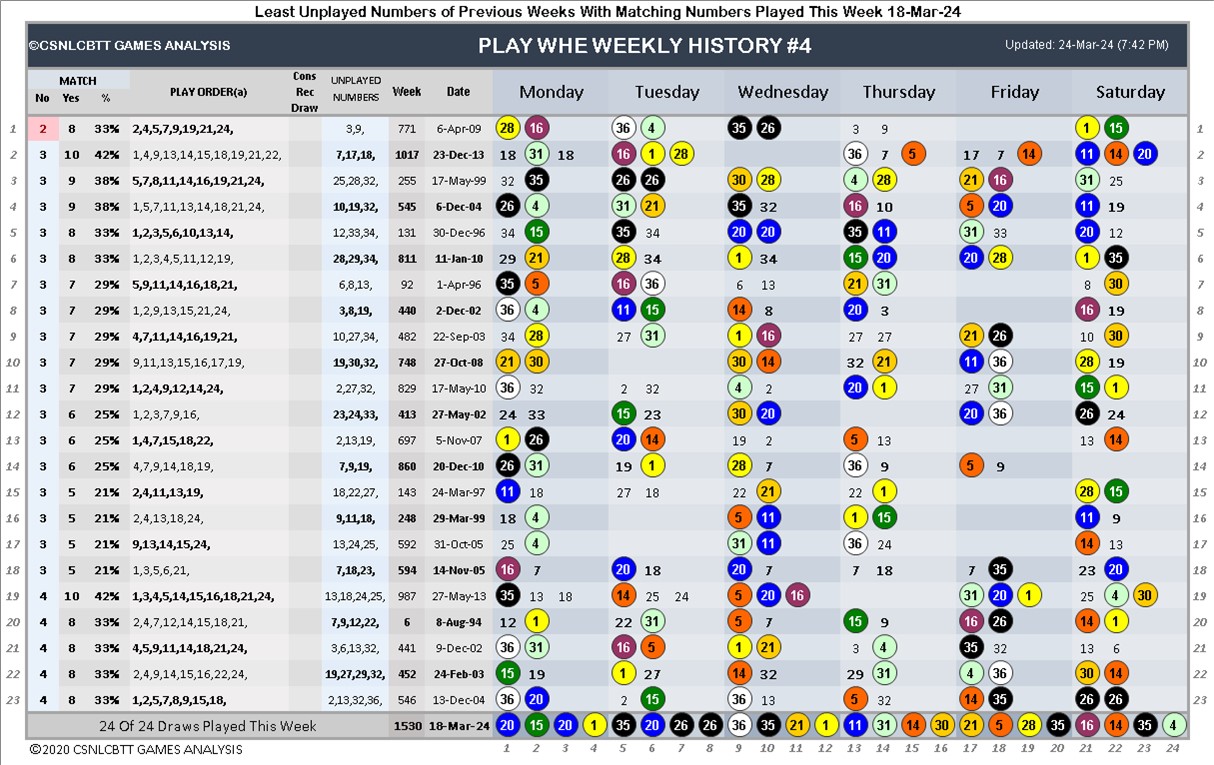 Least Unplayed Numbers of Previous Weeks With Matching Numbers Played This Week 18-Mar-24
©CSNLCBTT GAMES ANALYSIS PLAY WHE WEEKLY HISTORY #4 Updated: 24-Mar-24 (7:42 PM)
MATCH Cons UNPLAYED
No Yes % PLAY ORDER(a) Rec NUMBERS Week Date Monday Tuesday Wednesday Thursday Friday Saturday
Draw
1 2 8 33% 2,4,5,7,9,19,21,24, 3,9, 771 6-Apr-09 28 16 36 4 35 26 3 9 1 15 1
2 3 10 42% 1,4,9,13,14,15,18,19,21,22, 7,17,18, 1017 23-Dec-13 18 31 18 16 1 28 36 7 5 17 7 14 11 14 20 2
3 3 9 38% 5,7,8,11,14,16,19,21,24, 25,28,32, 255 17-May-99 32 35 26 26 30 28 4 28 21 16 31 25 3
4 3 9 38% 1,5,7,11,13,14,18,21,24, 10,19,32, 545 6-Dec-04 26 4 31 21 35 32 16 10 5 20 11 19 4
5 3 8 33% 1,2,3,5,6,10,13,14, 12,33,34, 131 30-Dec-96 34 15 35 34 20 20 35 11 31 33 20 12 5
6 3 8 33% 1,2,3,4,5,11,12,19, 28,29,34, 811 11-Jan-10 29 21 28 34 1 34 15 20 20 28 1 35 6
7 3 7 29% 5,9,11,14,16,18,21, 6,8,13, 92 1-Apr-96 35 5 16 36 6 13 21 31 8 30 7
8 3 7 29% 1,2,9,13,15,21,24, 3,8,19, 440 2-Dec-02 36 4 11 15 14 8 20 3 16 19 8
9 3 7 29% 4,7,11,14,16,19,21, 10,27,34, 482 22-Sep-03 34 28 27 31 1 16 27 27 21 26 10 30 9
10 3 7 29% 9,11,13,15,16,17,19, 19,30,32, 748 27-Oct-08 21 30 30 14 32 21 11 36 28 19 10
11 3 7 29% 1,2,4,9,12,14,24, 2,27,32, 829 17-May-10 36 32 2 32 4 2 20 1 27 31 15 1 11
12 3 6 25% 1,2,3,7,9,16, 23,24,33, 413 27-May-02 24 33 15 23 30 20 20 36 26 24 12
13 3 6 25% 1,4,7,15,18,22, 2,13,19, 697 5-Nov-07 1 26 20 14 19 2 5 13 13 14 13
14 3 6 25% 4,7,9,14,18,19, 7,9,19, 860 20-Dec-10 26 31 19 1 28 7 36 9 5 9 14
15 3 5 21% 2,4,11,13,19, 18,22,27, 143 24-Mar-97 11 18 27 18 22 21 22 1 28 15 15
16 3 5 21% 2,4,13,18,24, 9,11,18, 248 29-Mar-99 18 4 5 11 1 15 11 9 16
17 3 21% 9,13,14,15,24, 13,24,25, 592 31-Oct-05 25 4 31 11 36 24 14 13 17
18 3 5 21% 1,3,5,6,21, 7,18,23, 594 14-Nov-05 16 7 20 18 20 7 7 18 7 35 23 20 18
19 4 10 42% 1,3,4,5,14,15,16,18,21,24, 13,18,24,25, 987 27-May-13 35 13 18 14 25 24 5 20 16 31 20 1 25 4 30 19
20 4 8 33% 2,4,7,12,14,15,18,21, 7,9,12,22, 6 8-Aug-94 12 1 22 31 5 7 15 9 16 26 14 1 20
21 4 8 33% 4,5,9,11,14,18,21,24, 3,6,13,32, 441 9-Dec-02 36 31 16 5 1 21 3 4 35 32 13 6 21
22 4 8 33% 2,4,9,14,15,16,22,24, 19,27,29,32, 452 24-Feb-03 15 19 1 27 14 32 29 31 4 36 30 14 22
23 4 8 33% 1,2,5,7,8,9,15,18, 2,13,32,36, 546 13-Dec-04 36 20 2 15 36 13 5 32 14 35 26 26 23
24 Of 24 Draws Played This Week 1530 18-Mar-24 20 15 20 1 35 20 26 26 36 35 21 1 11 31 14 30 21 5 28 35 16 14 35 4
©2020 CSNLCBTT GAMES ANALYSIS 1 2 3 4 5 6 7 8 9 10 11 12 13 14 15 16 17 18 19 20 21 22 23 24